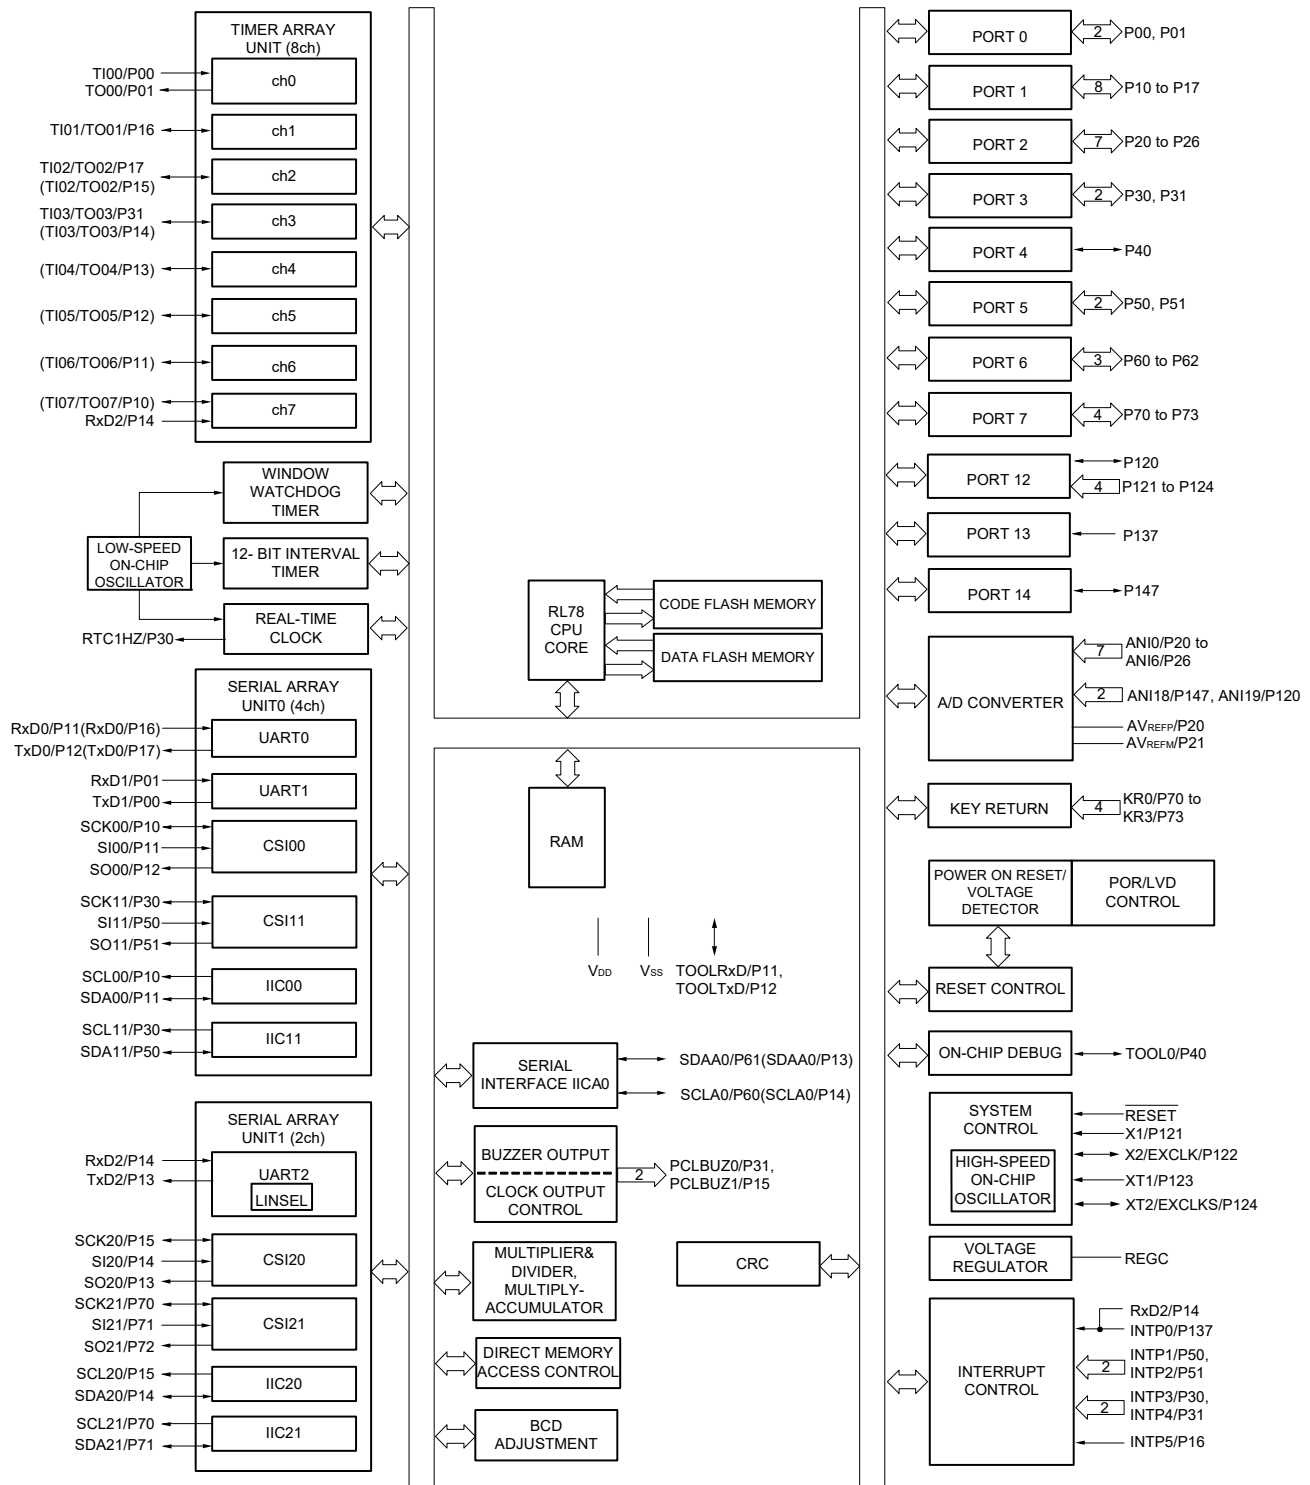 TIMER ARRAY
UNIT (8ch)
TI00/P00
TO00/P01
ch0
TI01/TO01/P16
ch1
TI02/TO02/P17
(TI02/TO02/P15)
ch2
TI03/TO03/P31
(TI03/TO03/P14)
ch3
(TI04/TO04/P13)
ch4
(TI05/TO05/P12)
ch5
(TI06/TO06/P11)
ch6
(TI07/TO07/P10)
RxD2/P14
ch7
WINDOW
WATCHDOG
TIMER
LOW-SPEED
ON-CHIP
OSCILLATOR
12- BIT INTERVAL
TIMER
REAL-TIME
CLOCK
RTC1HZ/P30
SERIAL ARRAY
UNIT0 (4ch)
RxD0/P11(RxD0/P16)
TxD0/P12(TxD0/P17)
UART0
RxD1/P01
TxD1/P00
UART1
SCK00/P10
SI00/P11
SO00/P12
CSI00
SCK11/P30
SI11/P50
SO11/P51
CSI11
SCL00/P10
SDA00/P11
IIC00
SCL11/P30
SDA11/P50
IIC11
SERIAL ARRAY
UNIT1 (2ch)
RxD2/P14
TxD2/P13
UART2
LINSEL
SCK20/P15
SI20/P14
SO20/P13
CSI20
SCK21/P70
SI21/P71
SO21/P72
CSI21
SCL20/P15
SDA20/P14
IIC20
SCL21/P70
SDA21/P71
IIC21
RL78
CPU
CORE
CODE FLASH MEMORY
DATA FLASH MEMORY
RAM
VDD
VSS
TOOLRxD/P11,
TOOLTxD/P12
SERIAL
INTERFACE IICA0
SDAA0/P61(SDAA0/P13)
SCLA0/P60(SCLA0/P14)
BUZZER OUTPUT
CLOCK OUTPUT
CONTROL
2
PCLBUZ0/P31,
PCLBUZ1/P15
MULTIPLIER&
DIVIDER,
MULTIPLY-
ACCUMULATOR
CRC
DIRECT MEMORY
ACCESS CONTROL
BCD
ADJUSTMENT
PORT 0
2
P00, P01
PORT 1
8
P10 to P17
PORT 2
7
P20 to P26
PORT 3
2
P30, P31
PORT 4
P40
PORT 5
2
P50, P51
PORT 6
3
P60 to P62
PORT 7
4
P70 to P73
PORT 12
P120
4
P121 to P124
PORT 13
P137
PORT 14
P147
A/D CONVERTER
7
ANI0/P20 to
ANI6/P26
2
ANI18/P147, ANI19/P120
AVREFP/P20
AVREFM/P21
KEY RETURN
4
KR0/P70 to
KR3/P73
POWER ON RESET/
VOLTAGE
DETECTOR
POR/LVD
CONTROL
RESET CONTROL
ON-CHIP DEBUG
TOOL0/P40
SYSTEM
CONTROL
HIGH-SPEED
ON-CHIP
OSCILLATOR
RESET
X1/P121
X2/EXCLK/P122
XT1/P123
XT2/EXCLKS/P124
VOLTAGE
REGULATOR
REGC
INTERRUPT
CONTROL
RxD2/P14
INTP0/P137
2
INTP1/P50,
INTP2/P51
2
INTP3/P30,
INTP4/P31
INTP5/P16